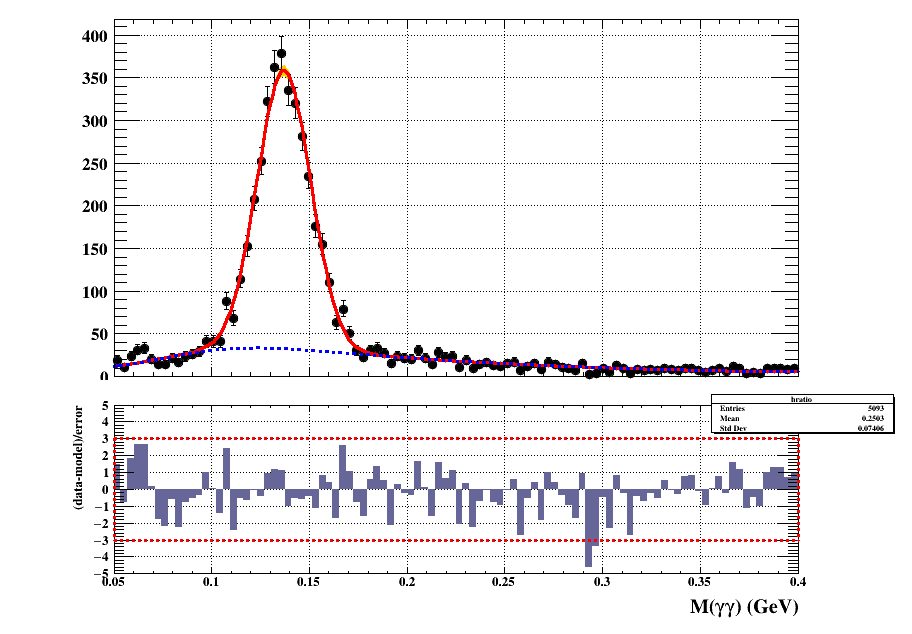 400
350
300
250
200
150
100
50
0
(data-model)/error
5
4
3
2
1
0
−1
−2
−3
−4
−5
hratio
Entries 5093
Mean 0.2503
Std Dev 0.07406
0.05 0.1 0.15 0.2 0.25 0.3 0.35 0.4
M(γγ) (GeV)